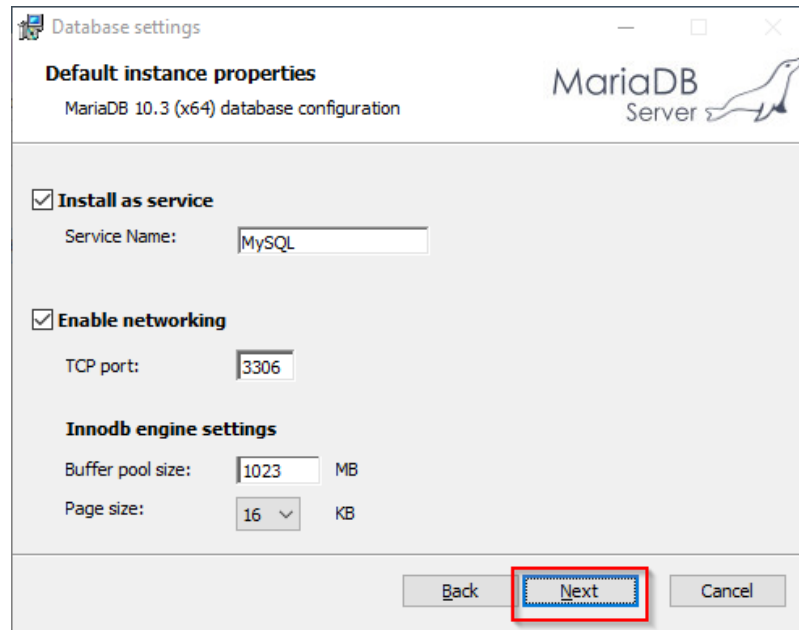 Database settings
Default instance properties
MariaDB 10.3 (x64) database configuration
MariaDB
Server
Install as service
Service Name: MySQL
Enable networking
TCP port: 3306
Innodb engine settings
Buffer pool size: 1023 MB
Page size: 16 KB
Back Next Cancel